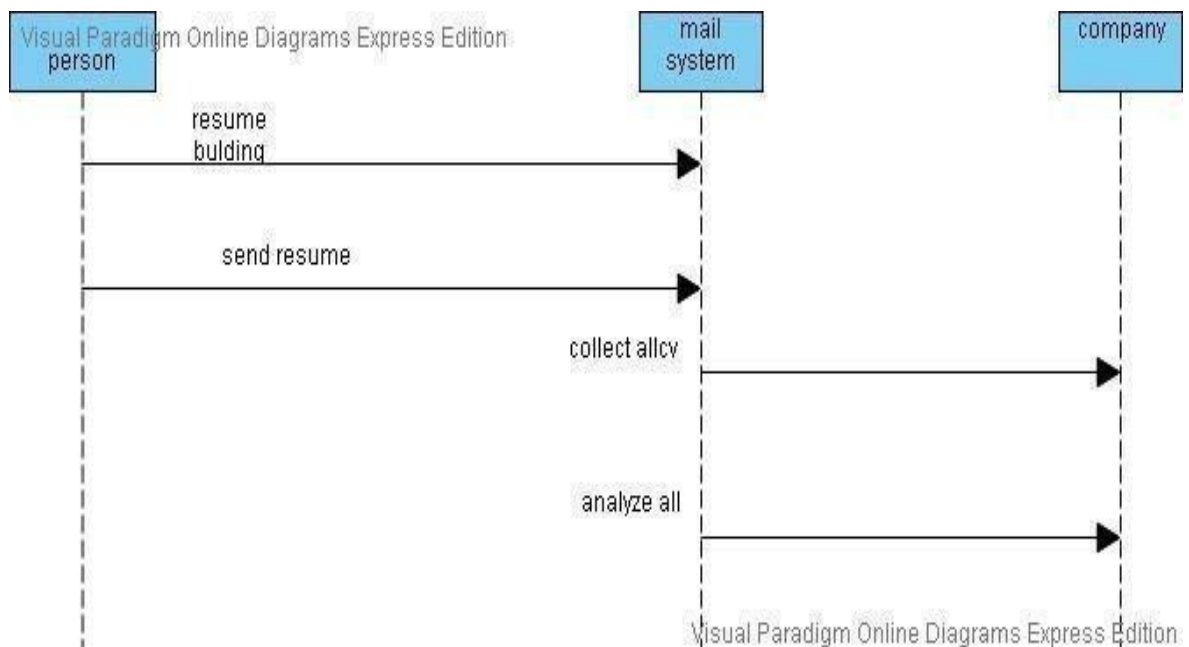 Visual Paradigm Online Diagrams Express Edition
person
mail
system
company
resume
bulding
send resume
collect allcv
analyze all
Visual Paradigm Online Diagrams Express Edition